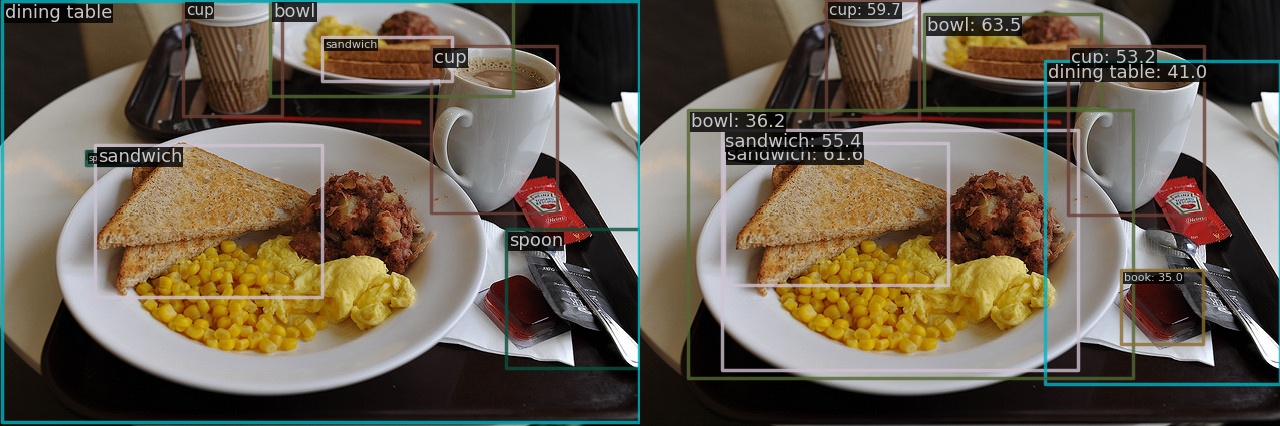 dining table
cup
bowl
sandwich
cup
sandwich
spoon
cup: 59.7
bowl: 63.5
cup: 53.2
dining table: 41.0
bowl: 36.2
sandwich: 55.4
sandwich: 61.6
book: 35.0
HEINZ
HEINZ